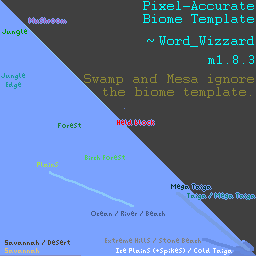 Pixel-Accurate
Biome Template
~ Word_Wizzard
m1.8.3
Swamp and Mesa ignore
the biome template.
Mushroom
Jungle
Jungle
Edge
Forest
Plains
Mega Taiga
Taiga / Mega Taiga
Ocean / River / Beach
Savannah / Desert
Savannah
Extreme Hills / Stone Beach
Ice Plains (+Spikes) / Cold Taiga